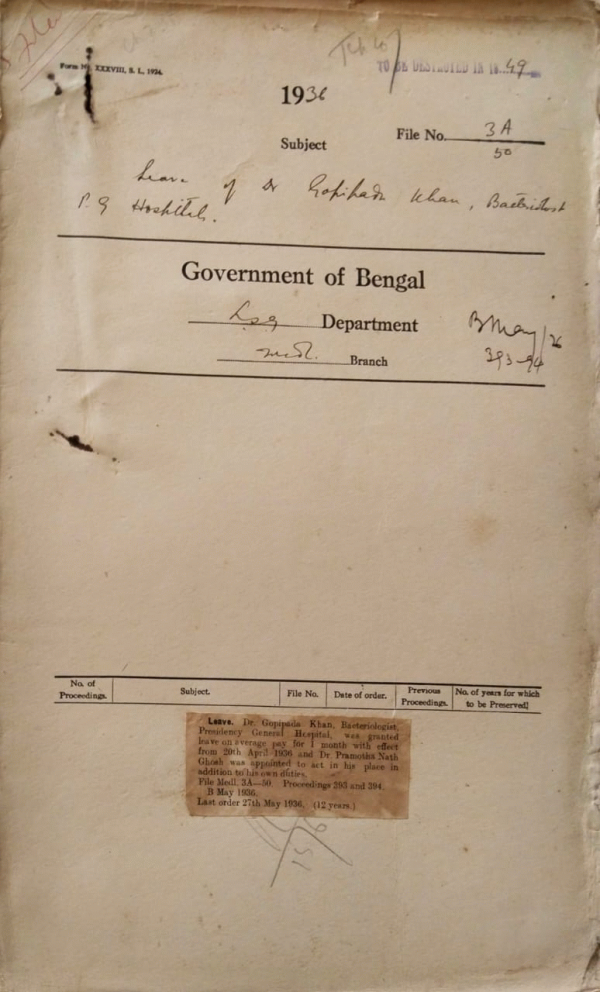 Form No. XXXVIII, S. I., 1934.
TO BE DESTROYED IN 19 49
1936
File No. 3A
50
Subject
Leave of Dr Gopipada Khan, Bacteriologist
P. G Hospital.
Government of Bengal
L.S.G Department
Medl. Branch
B May/36
393-94
No. of Proceedings. Subject. File No. Date of order. Previous Proceedings. No. of years for which to be Preserved.
Leave. Dr. Gopipada Khan, Bacteriologist,
Presidency General Hospital, was granted
leave on average pay for 1 month with effect
from 20th April 1936 and Dr. Pramotha Nath
Ghosh was appointed to act in his place in
addition to his own duties.
File Medl. 3A—50. Proceedings 393 and 394.
B May 1936.
Last order 27th May 1936. (12 years.)